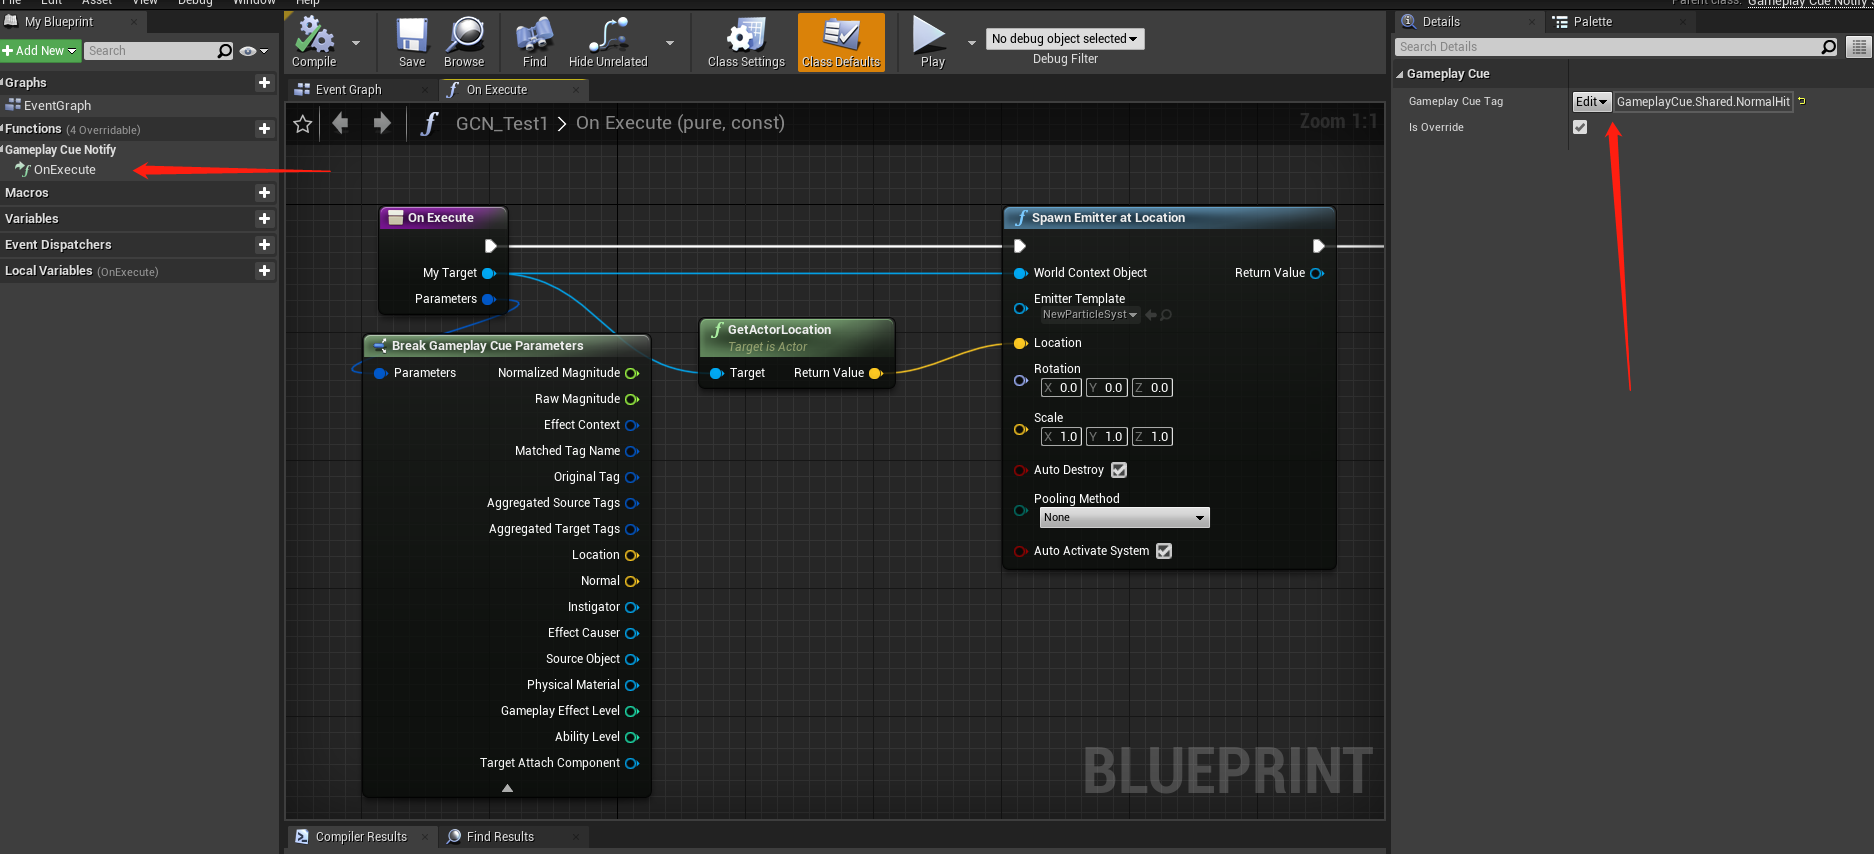 File Edit Asset View Debug Window Help
Parent class: Gameplay Cue Notify
My Blueprint
Add New
Search
Compile
Save
Browse
Find
Hide Unrelated
Class Settings
Class Defaults
Play
No debug object selected
Debug Filter
Graphs
EventGraph
Functions (4 Overridable)
Gameplay Cue Notify
OnExecute
Macros
Variables
Event Dispatchers
Local Variables (OnExecute)
Event Graph
On Execute
GCN_Test1 > On Execute (pure, const)
Zoom 1:1
On Execute
My Target
Parameters
Break Gameplay Cue Parameters
Parameters
Normalized Magnitude
Raw Magnitude
Effect Context
Matched Tag Name
Original Tag
Aggregated Source Tags
Aggregated Target Tags
Location
Normal
Instigator
Effect Causer
Source Object
Physical Material
Gameplay Effect Level
Ability Level
Target Attach Component
GetActorLocation
Target is Actor
Target
Return Value
Spawn Emitter at Location
World Context Object
Return Value
Emitter Template
NewParticleSyst
Location
Rotation
X 0.0 Y 0.0 Z 0.0
Scale
X 1.0 Y 1.0 Z 1.0
Auto Destroy
Pooling Method
None
Auto Activate System
BLUEPRINT
Compiler Results
Find Results
Details
Palette
Search Details
Gameplay Cue
Gameplay Cue Tag
Edit
GameplayCue.Shared.NormalHit
Is Override